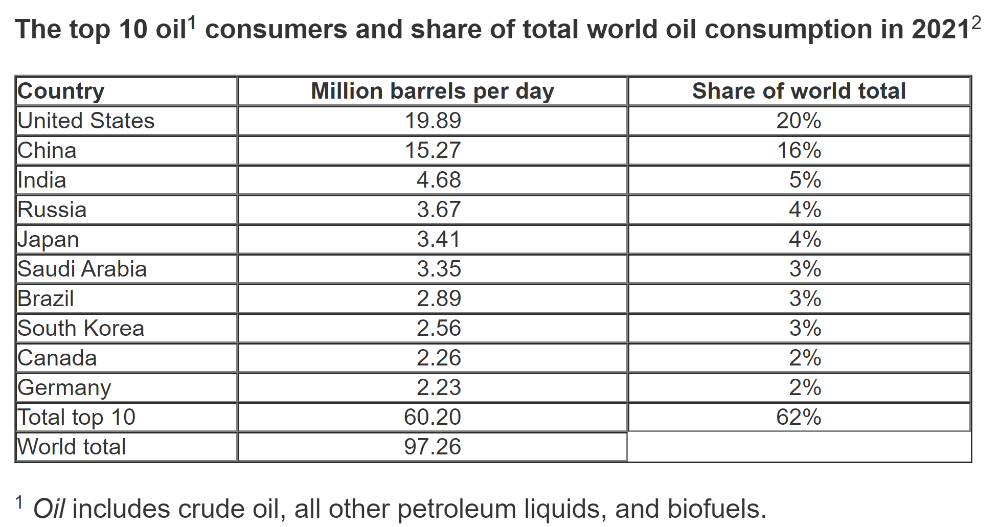 The top 10 oil¹ consumers and share of total world oil consumption in 2021²
Country Million barrels per day Share of world total
United States 19.89 20%
China 15.27 16%
India 4.68 5%
Russia 3.67 4%
Japan 3.41 4%
Saudi Arabia 3.35 3%
Brazil 2.89 3%
South Korea 2.56 3%
Canada 2.26 2%
Germany 2.23 2%
Total top 10 60.20 62%
World total 97.26
¹ Oil includes crude oil, all other petroleum liquids, and biofuels.